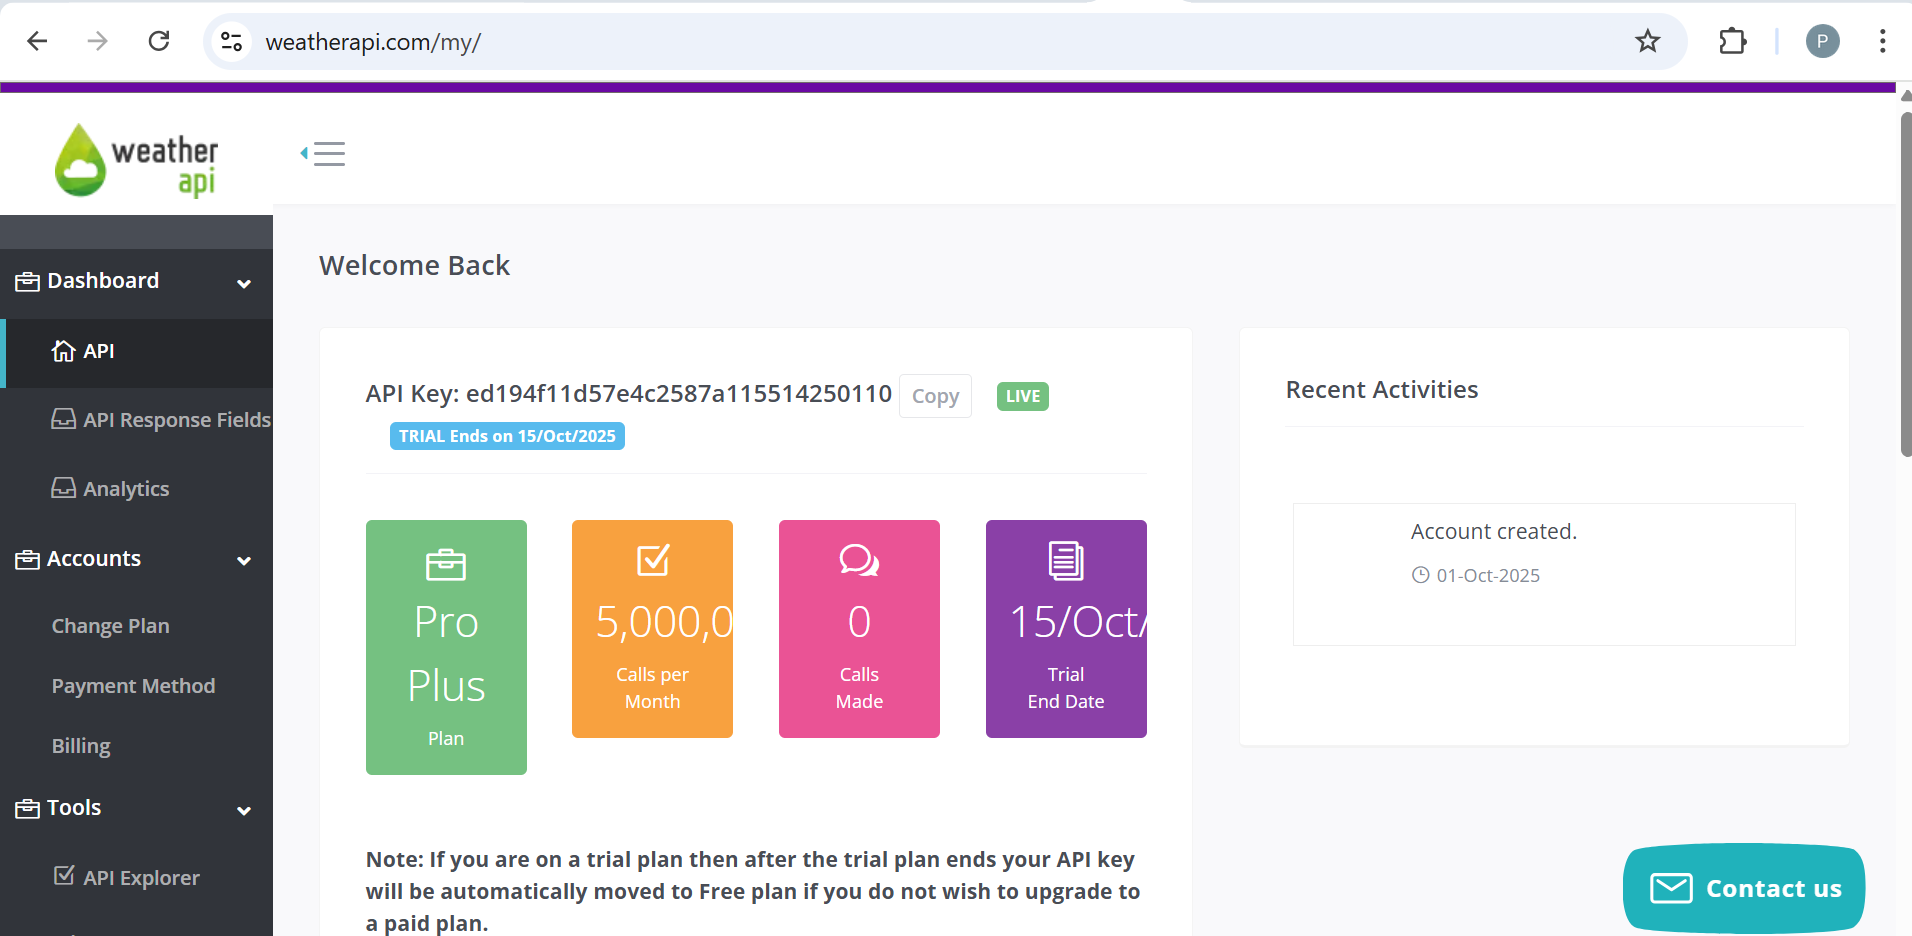 weatherapi.com/my/
P
weather
api
Dashboard
API
API Response Fields
Analytics
Accounts
Change Plan
Payment Method
Billing
Tools
API Explorer
Welcome Back
API Key: ed194f11d57e4c2587a115514250110
Copy
LIVE
TRIAL Ends on 15/Oct/2025
Pro
Plus
Plan
5,000,0
Calls per
Month
0
Calls
Made
15/Oct/
Trial
End Date
Note: If you are on a trial plan then after the trial plan ends your API key
will be automatically moved to Free plan if you do not wish to upgrade to
a paid plan.
Recent Activities
Account created.
01-Oct-2025
Contact us